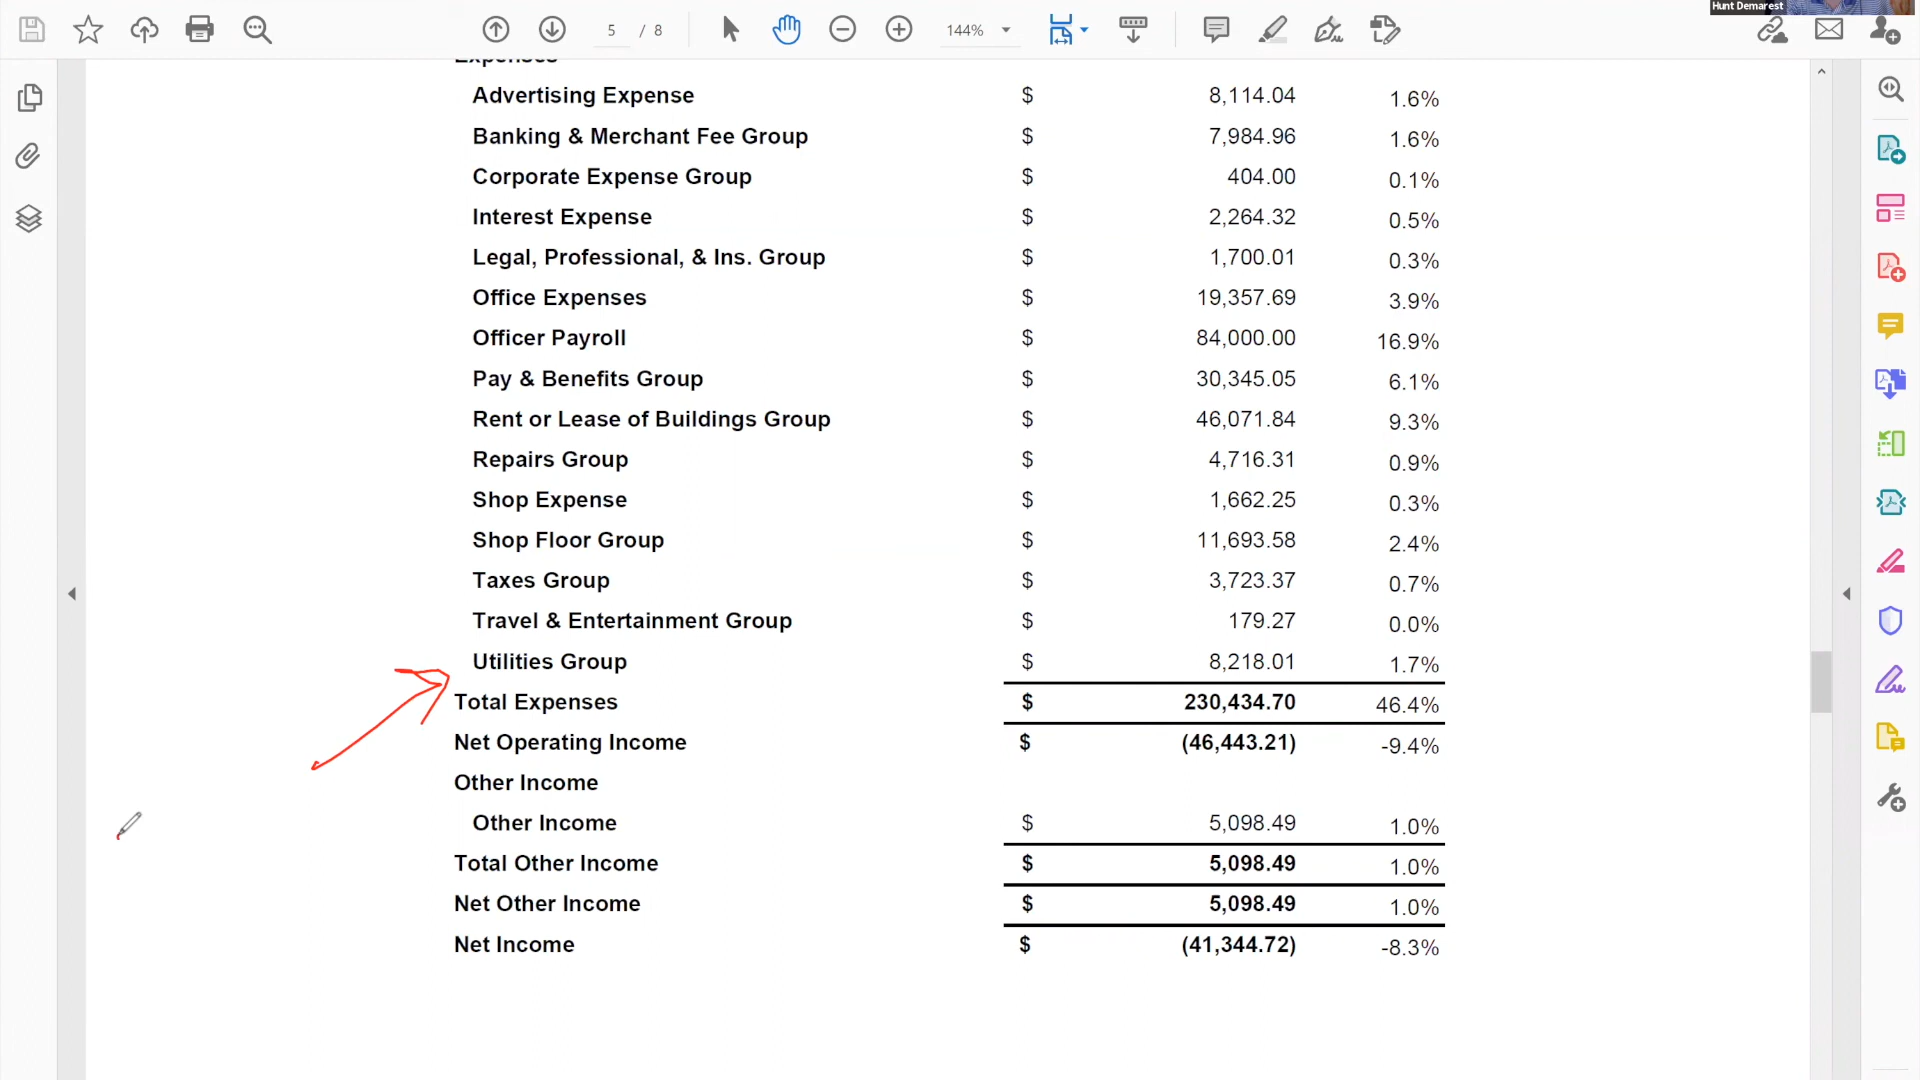 Hunt Demarest
5 / 8
144%
Expenses
Advertising Expense $ 8,114.04 1.6%
Banking & Merchant Fee Group $ 7,984.96 1.6%
Corporate Expense Group $ 404.00 0.1%
Interest Expense $ 2,264.32 0.5%
Legal, Professional, & Ins. Group $ 1,700.01 0.3%
Office Expenses $ 19,357.69 3.9%
Officer Payroll $ 84,000.00 16.9%
Pay & Benefits Group $ 30,345.05 6.1%
Rent or Lease of Buildings Group $ 46,071.84 9.3%
Repairs Group $ 4,716.31 0.9%
Shop Expense $ 1,662.25 0.3%
Shop Floor Group $ 11,693.58 2.4%
Taxes Group $ 3,723.37 0.7%
Travel & Entertainment Group $ 179.27 0.0%
Utilities Group $ 8,218.01 1.7%
Total Expenses $ 230,434.70 46.4%
Net Operating Income $ (46,443.21) -9.4%
Other Income
Other Income $ 5,098.49 1.0%
Total Other Income $ 5,098.49 1.0%
Net Other Income $ 5,098.49 1.0%
Net Income $ (41,344.72) -8.3%